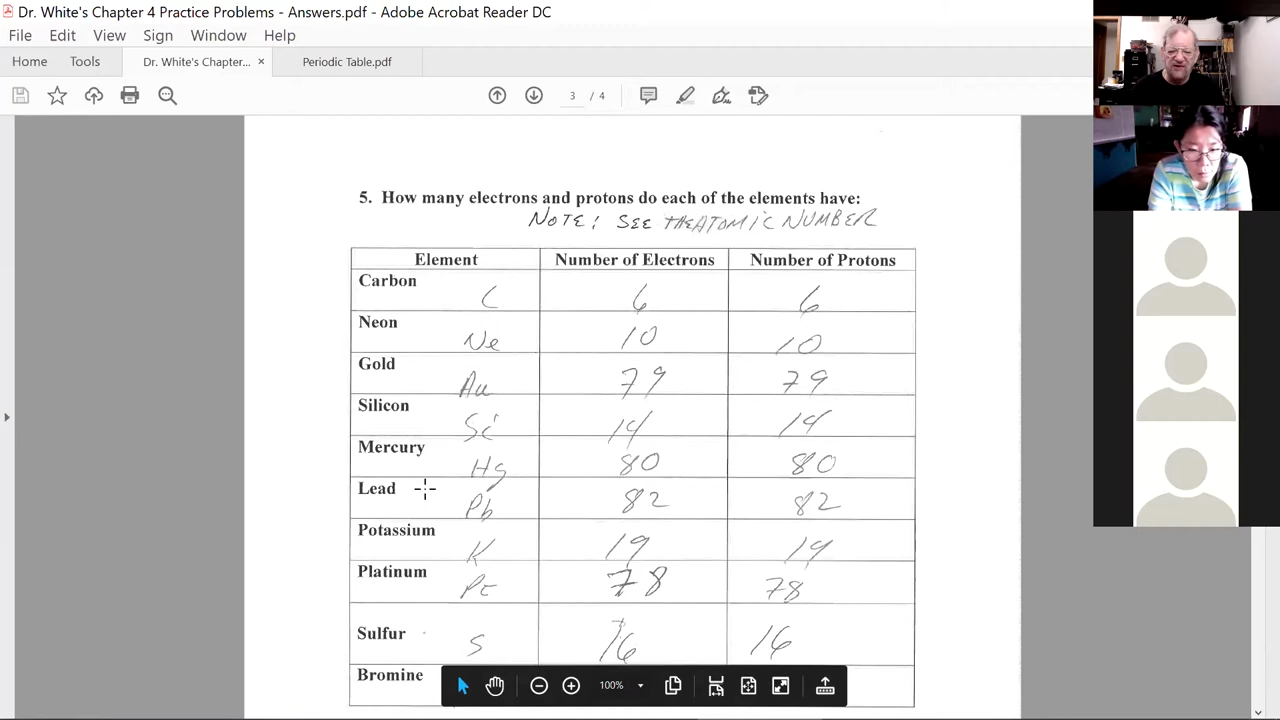 Dr. White's Chapter 4 Practice Problems - Answers.pdf - Adobe Acrobat Reader DC
File Edit View Sign Window Help
Home Tools Dr. White's Chapter... × Periodic Table.pdf
3 / 4
5. How many electrons and protons do each of the elements have:
NOTE! SEE THE ATOMIC NUMBER
Element Number of Electrons Number of Protons
Carbon C 6 6
Neon Ne 10 10
Gold Au 79 79
Silicon Si 14 14
Mercury Hg 80 80
Lead Pb 82 82
Potassium K 19 19
Platinum Pt 78 78
Sulfur S 16 16
Bromine
100%